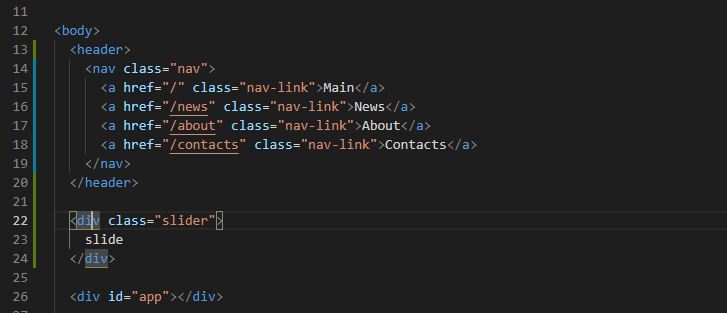 11
12 <body>
13 <header>
14 <nav class="nav">
15 <a href="/" class="nav-link">Main</a>
16 <a href="/news" class="nav-link">News</a>
17 <a href="/about" class="nav-link">About</a>
18 <a href="/contacts" class="nav-link">Contacts</a>
19 </nav>
20 </header>
21
22 <div class="slider">
23 slide
24 </div>
25
26 <div id="app"></div>